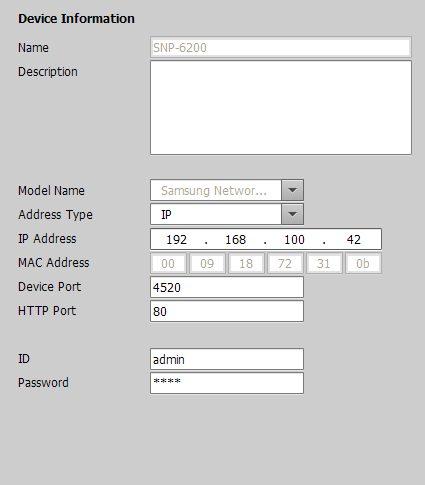 Device Information
Name SNP-6200
Description
Model Name Samsung Networ...
Address Type IP
IP Address 192 . 168 . 100 . 42
MAC Address 00 09 18 72 31 0b
Device Port 4520
HTTP Port 80
ID admin
Password ****